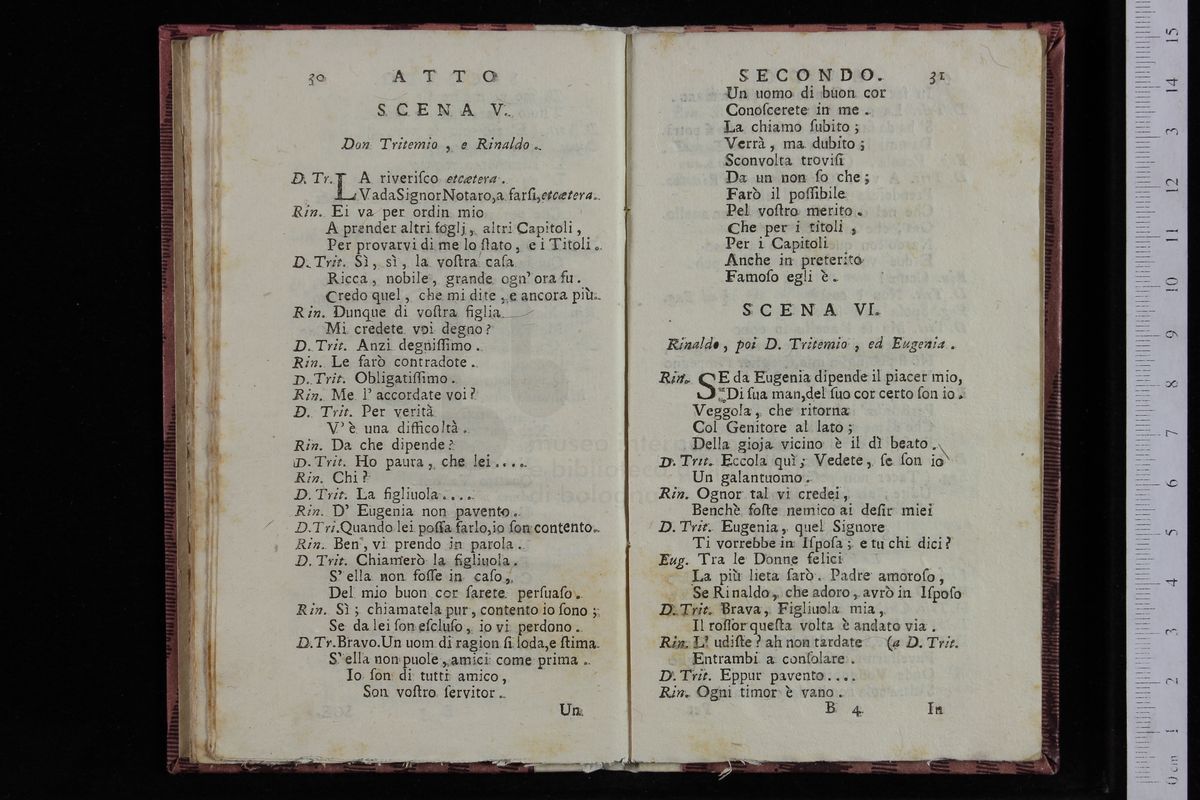 30 ATTO
SCENA V.
Don Tritemio, e Rinaldo.
D. Tr. LA riveriſco etcætera.
Vada Signor Notaro, a farſi, etcætera.
Rin. Ei va per ordin mio
A prender altri foglj, altri Capitoli,
Per provarvi di me lo ſtato, e i Titoli.
D. Trit. Sì, sì, la voſtra caſa
Ricca, nobile, grande ogn' ora fu.
Credo quel, che mi dite, e ancora più.
Rin. Dunque di voſtra figlia
Mi credete voi degno?
D. Trit. Anzi degniſſimo.
Rin. Le farò contradote.
D. Trit. Obligatiſſimo.
Rin. Me l' accordate voi?
D. Trit. Per verità
V' è una difficoltà.
Rin. Da che dipende?
D. Trit. Ho paura, che lei....
Rin. Chi?
D. Trit. La figliuola....
Rin. D' Eugenia non pavento.
D. Tri. Quando lei poſſa farlo, io ſon contento.
Rin. Ben, vi prendo in parola.
D. Trit. Chiamerò la figliuola.
S' ella non foſſe in caſo,
Del mio buon cor ſarete perſuaſo.
Rin. Sì; chiamatela pur, contento io ſono;
Se da lei ſon eſcluſo, io vi perdono.
D. Tr. Bravo. Un uom di ragion ſi loda, e ſtima.
S' ella non puole, amici come prima.
Io ſon di tutti amico,
Son voſtro ſervitor.
Un
SECONDO. 31
Un uomo di buon cor
Conoſcerete in me.
La chiamo ſubito;
Verrà, ma dubito;
Sconvolta troviſi
Da un non ſo che;
Farò il poſſibile
Pel voſtro merito.
Che per i titoli,
Per i Capitoli
Anche in preterito
Famoſo egli è.
SCENA VI.
Rinaldo, poi D. Tritemio, ed Eugenia.
Rin. SE da Eugenia dipende il piacer mio,
Di ſua man, del ſuo cor certo ſon io.
Veggola, che ritorna
Col Genitore al lato;
Della gioja vicino è il dì beato.
D. Trit. Eccola quì; Vedete, ſe ſon io
Un galantuomo.
Rin. Ognor tal vi credei,
Benchè foſte nemico ai deſir miei
D. Trit. Eugenia, quel Signore
Ti vorrebbe in Iſpoſa; e tu chi dici?
Eug. Tra le Donne felici
La più lieta ſarò. Padre amoroſo,
Se Rinaldo, che adoro, avrò in Iſpoſo
D. Trit. Brava, Figliuola mia,
Il roſſor queſta volta è andato via.
Rin. L' udiſte? ah non tardate (a D. Trit.
Entrambi a conſolare.
D. Trit. Eppur pavento....
Rin. Ogni timor è vano.
B 4 In